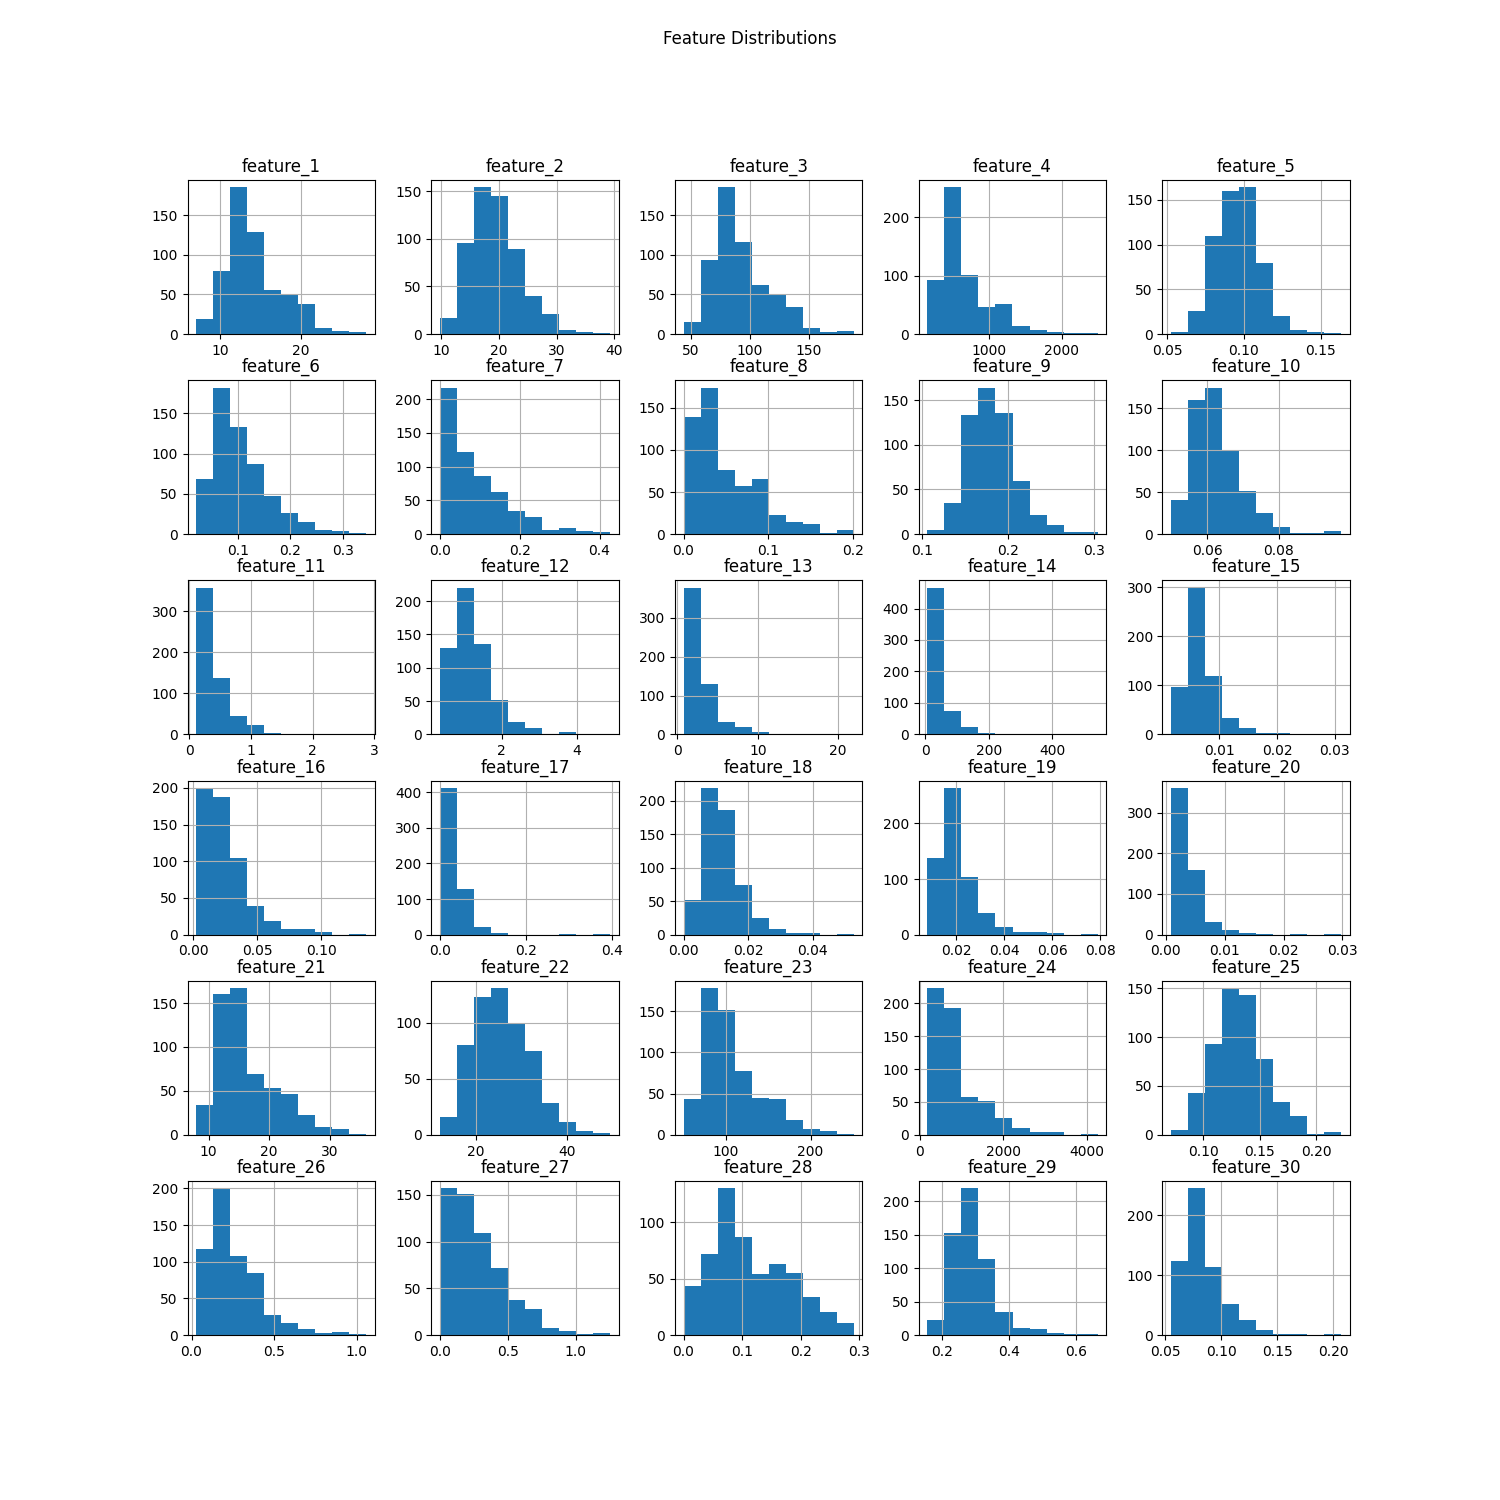 Feature Distributions
feature_1 feature_2 feature_3 feature_4 feature_5
150 150 150 200 150
100 100 100 100 100
50 50 50 50
0 0 0 0 0
10 20 10 20 30 40 50 100 150 1000 2000 0.05 0.10 0.15
feature_6 feature_7 feature_8 feature_9 feature_10
200
150 150 150 150 150
100 100 100 100 100
50 50 50 50 50
0 0 0 0 0
0.1 0.2 0.3 0.0 0.2 0.4 0.0 0.1 0.2 0.1 0.2 0.3 0.06 0.08
feature_11 feature_12 feature_13 feature_14 feature_15
300 200 300 400 300
200 150 200 300 200
100 100 100 200 100
50 100
0 0 0 0 0
0 1 2 3 2 4 0 10 20 0 200 400 0.01 0.02 0.03
feature_16 feature_17 feature_18 feature_19 feature_20
200 400 200 200 300
150 300 150 200
100 200 100 100 100
50 100 50
0 0 0 0 0
0.00 0.05 0.10 0.0 0.2 0.4 0.00 0.02 0.04 0.02 0.04 0.06 0.08 0.00 0.01 0.02 0.03
feature_21 feature_22 feature_23 feature_24 feature_25
150 100 150 200 150
100 100 150 100
50 50 50 100 50
50
0 0 0 0 0
10 20 30 20 40 100 200 0 2000 4000 0.10 0.15 0.20
feature_26 feature_27 feature_28 feature_29 feature_30
200 150 100 200 200
150 100 150
100 50 100 100
50 50 50
0 0 0 0 0
0.0 0.5 1.0 0.0 0.5 1.0 0.0 0.1 0.2 0.3 0.2 0.4 0.6 0.05 0.10 0.15 0.20